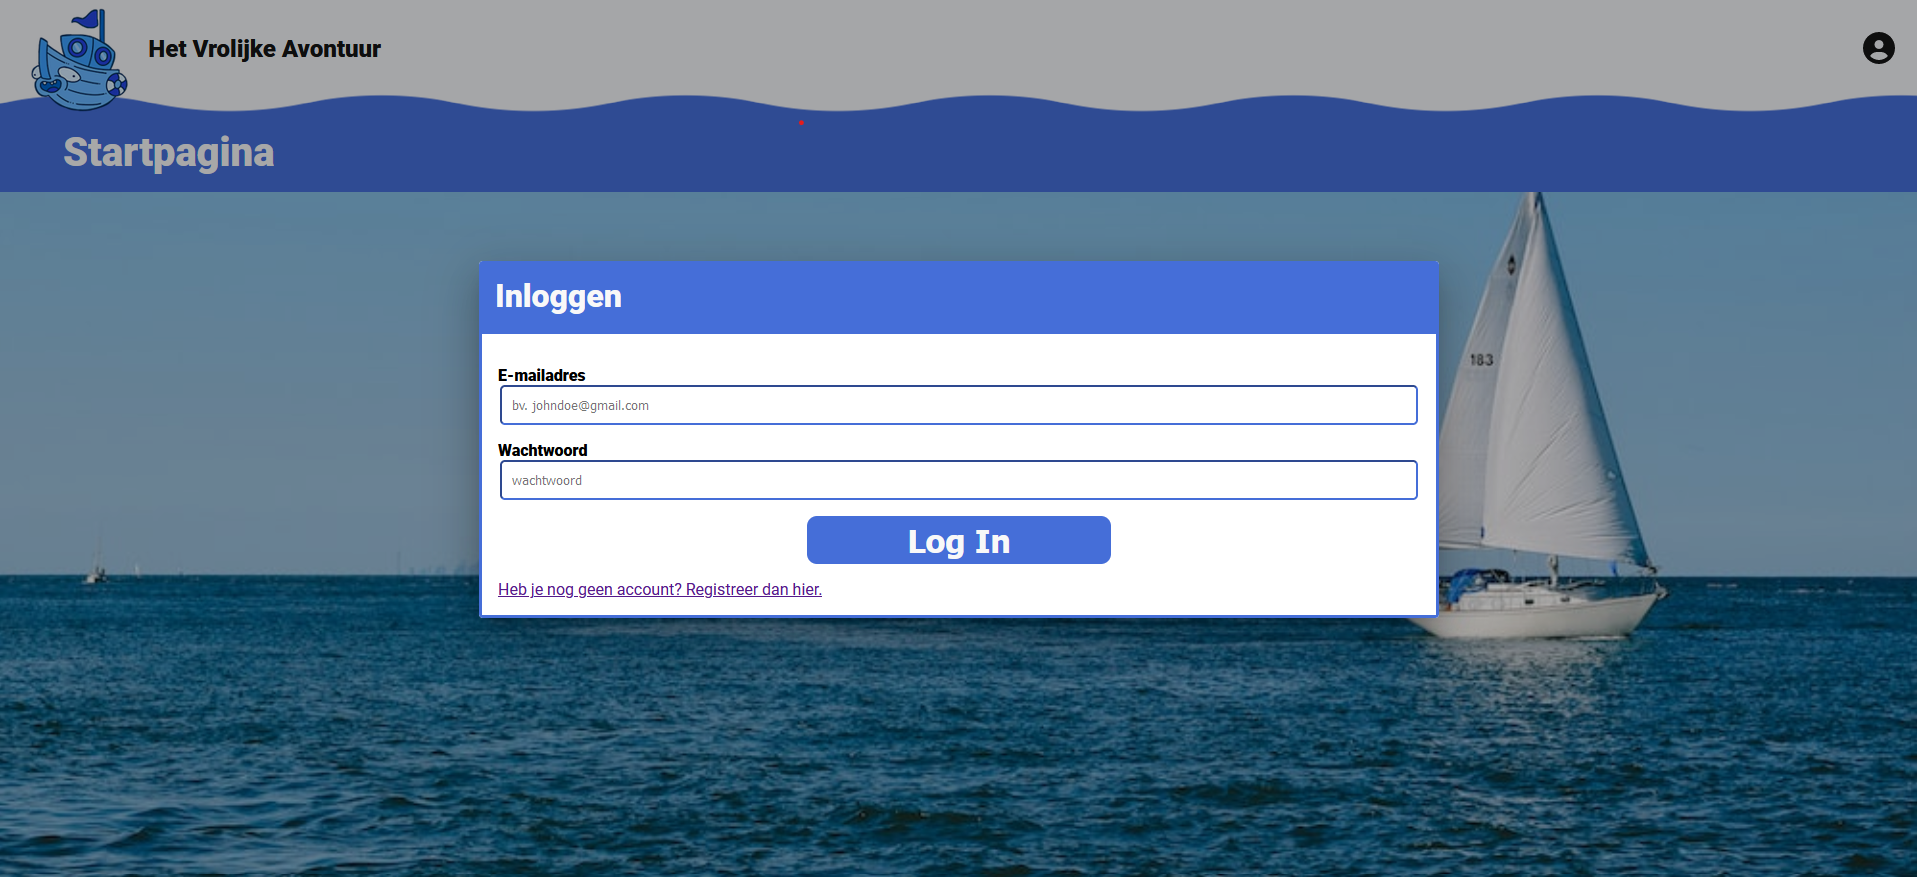 Het Vrolijke Avontuur
Startpagina
Inloggen
183
E-mailadres
bv. johndoe@gmail.com
Wachtwoord
wachtwoord
Log In
Heb je nog geen account? Registreer dan hier.